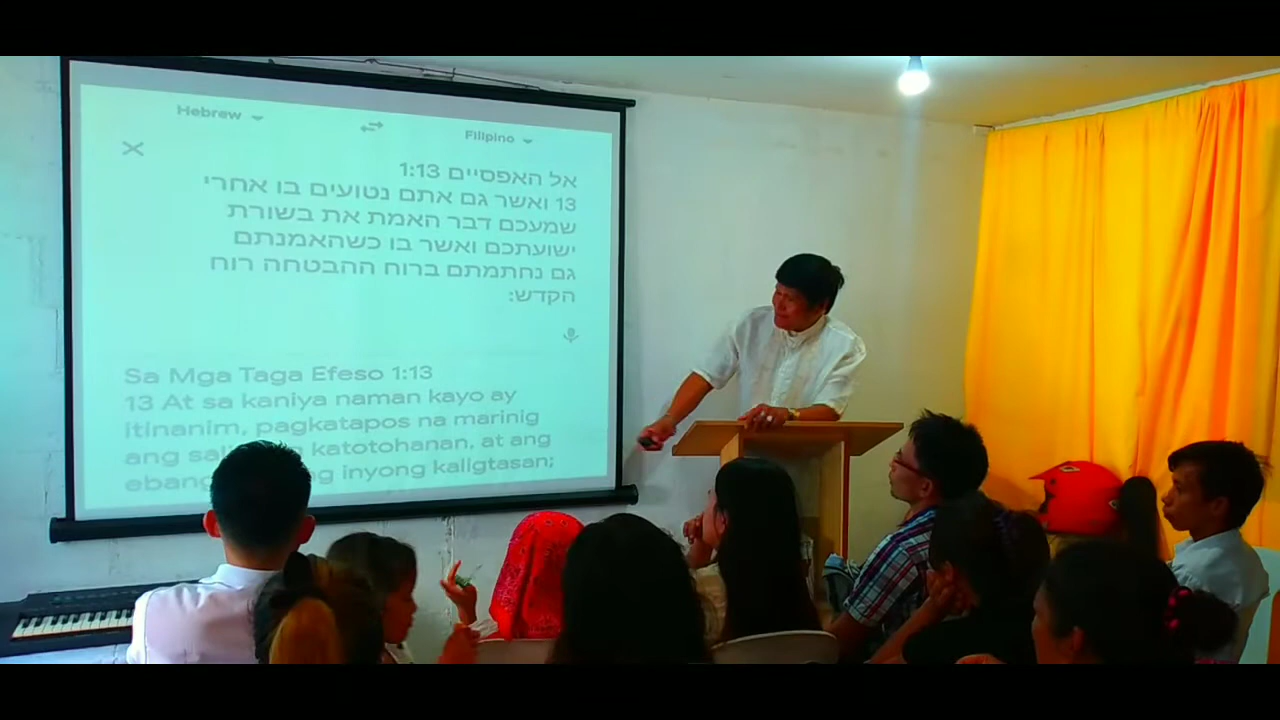 Hebrew
Filipino
אל האפסיים 1:13
13 ואשר גם אתם נטועים בו אחרי
שמעכם דבר האמת את בשורת
ישועתכם ואשר בו כשהאמנתם
גם נחתמתם ברוח ההבטחה רוח
הקדש:
Sa Mga Taga Efeso 1:13
13 At sa kaniya naman kayo ay
itinanim, pagkatapos na marinig
ang katotohanan, at ang
inyong kaligtasan;